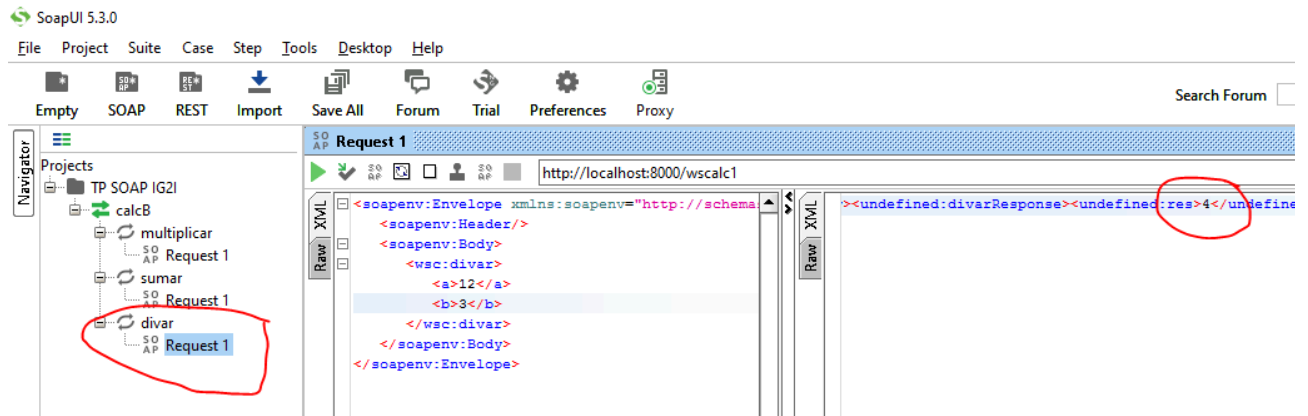 SoapUI 5.3.0
File Project Suite Case Step Tools Desktop Help
Empty SOAP REST Import Save All Forum Trial Preferences Proxy
Search Forum
Navigator
Projects
TP SOAP IG2I
calcB
multiplicar
Request 1
sumar
Request 1
divar
Request 1
Request 1
http://localhost:8000/wscalc1
XML
Raw
<soapenv:Envelope xmlns:soapenv="http://schema
<soapenv:Header/>
<soapenv:Body>
<wsc:divar>
<a>12</a>
<b>3</b>
</wsc:divar>
</soapenv:Body>
</soapenv:Envelope>
XML
Raw
><undefined:divarResponse><undefined:res>4</undefine